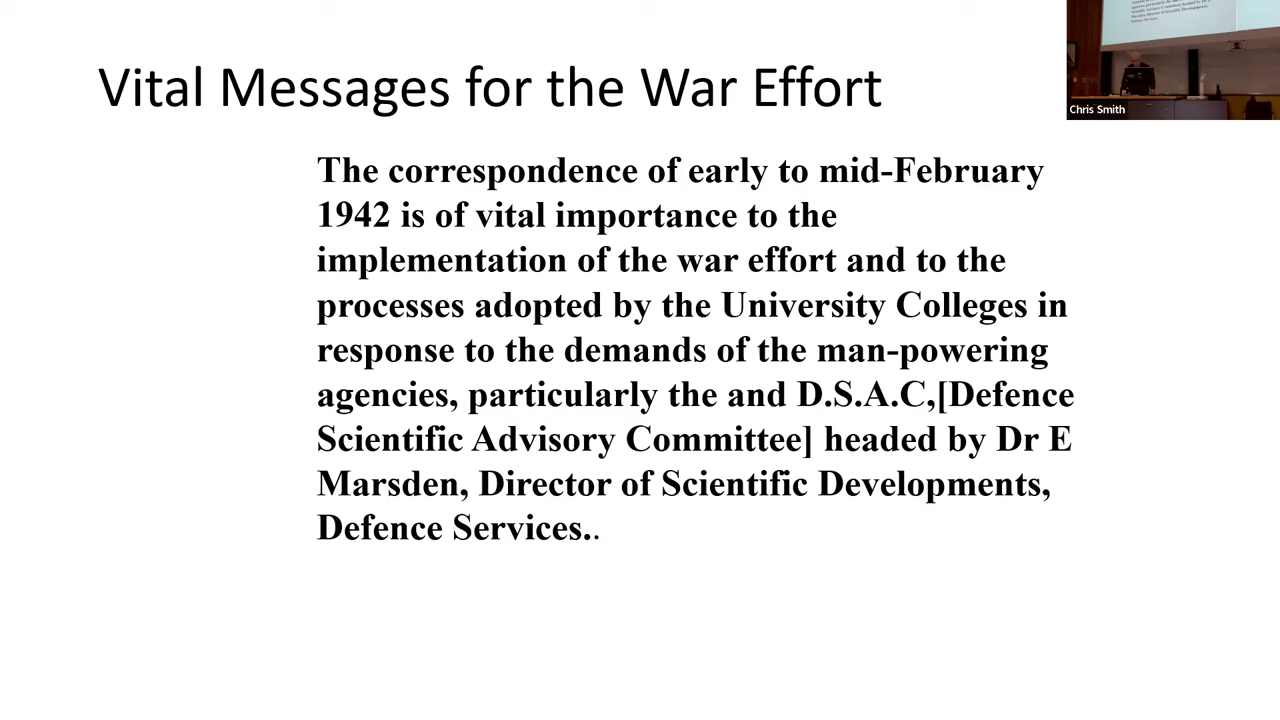 Vital Messages for the War Effort
The correspondence of early to mid-February
1942 is of vital importance to the
implementation of the war effort and to the
processes adopted by the University Colleges in
response to the demands of the man-powering
agencies, particularly the and D.S.A.C,[Defence
Scientific Advisory Committee] headed by Dr E
Marsden, Director of Scientific Developments,
Defence Services..
Chris Smith